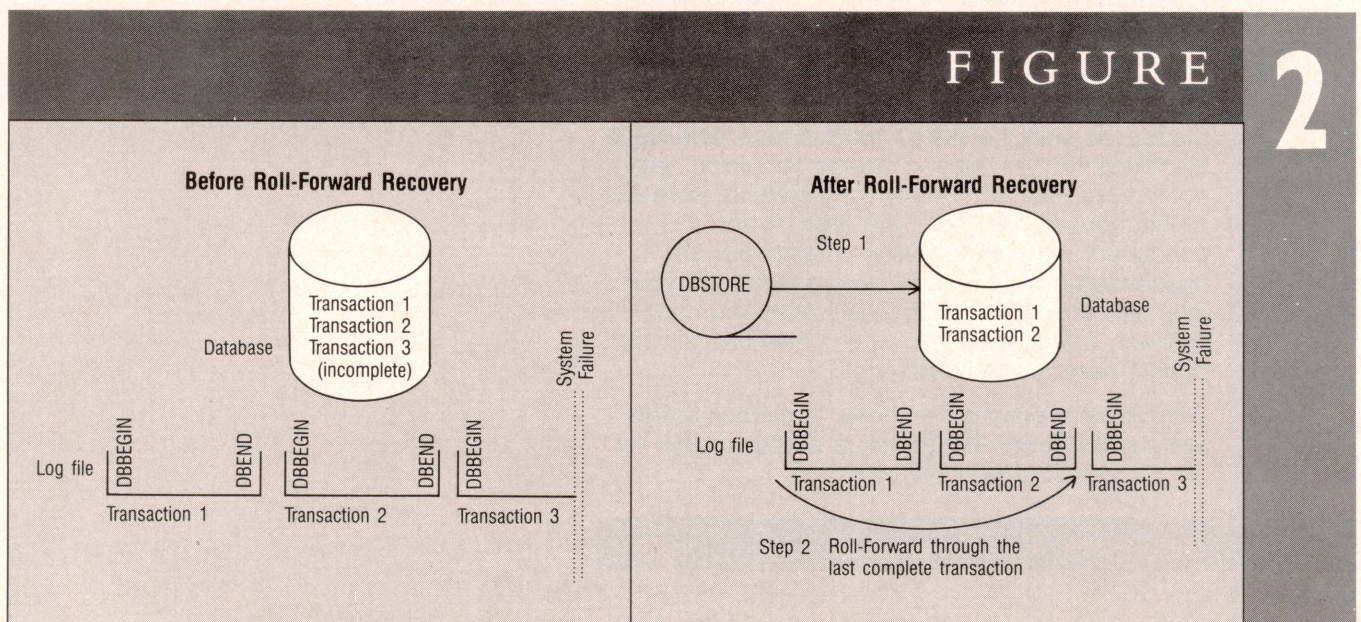 FIGURE 2
Before Roll-Forward Recovery
Transaction 1
Transaction 2
Transaction 3
(incomplete)
Database
System
Failure
Log file
DBBEGIN
DBEND
DBBEGIN
DBEND
DBBEGIN
Transaction 1
Transaction 2
Transaction 3
After Roll-Forward Recovery
DBSTORE
Step 1
Transaction 1
Transaction 2
Database
System
Failure
Log file
DBBEGIN
DBEND
DBBEGIN
DBEND
DBBEGIN
Transaction 1
Transaction 2
Transaction 3
Step 2 Roll-Forward through the
last complete transaction